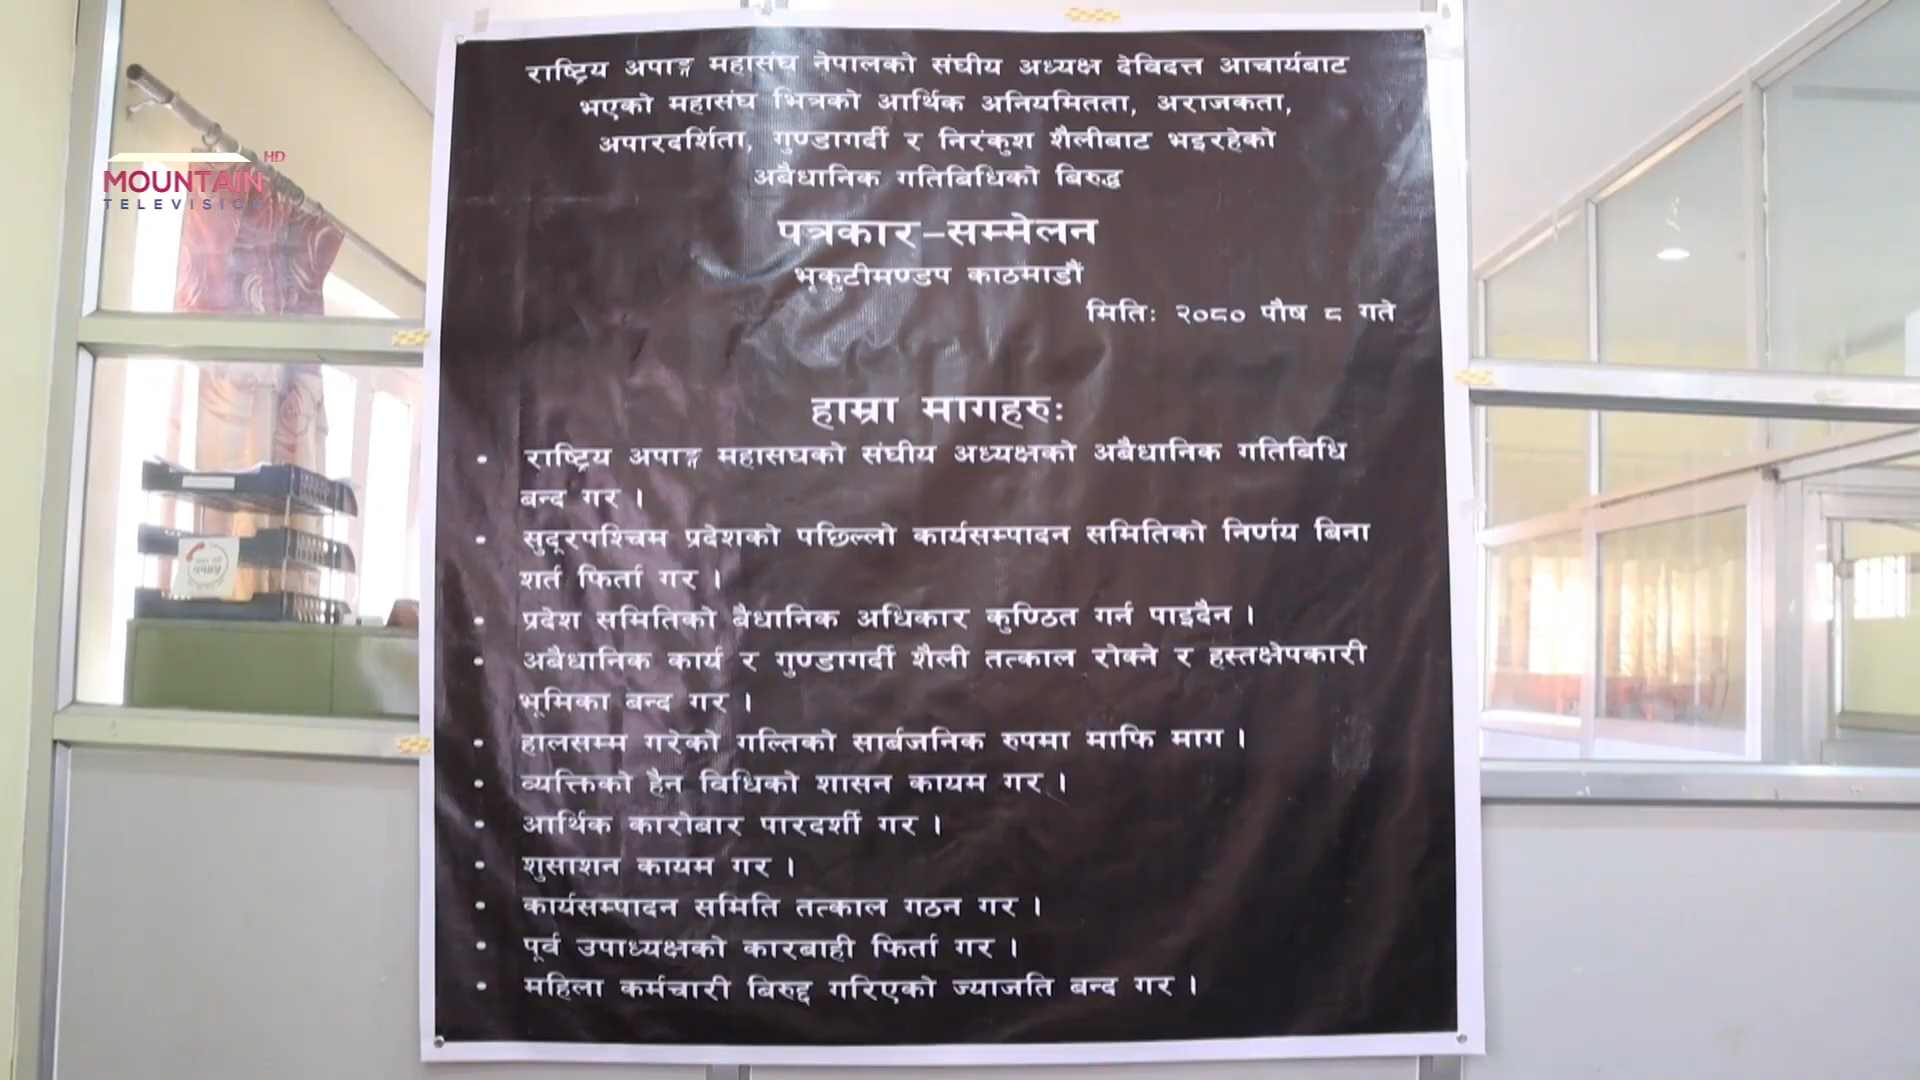 राष्ट्रिय अपाङ्ग महासंघ नेपालको संघीय अध्यक्ष देविदत्त आचार्यबाट
भएको महासंघ भित्रको आर्थिक अनियमितता, अराजकता,
अपारदर्शिता, गुण्डागर्दी र निरंकुश शैलीबाट भइरहेको
अबैधानिक गतिबिधिको बिरुद्ध
पत्रकार-सम्मेलन
भृकुटीमण्डप काठमाडौं
मितिः २०८० पौष ८ गते
HD
MOUNTAIN
TELEVISION
हाम्रा मागहरुः
• राष्ट्रिय अपाङ्ग महासघको संघीय अध्यक्षको अबैधानिक गतिबिधि
बन्द गर ।
• सुदूरपश्चिम प्रदेशको पछिल्लो कार्यसम्पादन समितिको निर्णय बिना
शर्त फिर्ता गर ।
• प्रदेश समितिको बैधानिक अधिकार कुण्ठित गर्न पाइदैन ।
• अबैधानिक कार्य र गुण्डागर्दी शैली तत्काल रोक्ने र हस्तक्षेपकारी
भूमिका बन्द गर ।
• हालसम्म गरेको गल्तिको सार्बजनिक रुपमा माफि माग ।
• व्यक्तिको हैन विधिको शासन कायम गर ।
• आर्थिक कारोबार पारदर्शी गर ।
• शुसाशन कायम गर ।
• कार्यसम्पादन समिति तत्काल गठन गर ।
• पूर्व उपाध्यक्षको कारबाही फिर्ता गर ।
• महिला कर्मचारी बिरुद्द गरिएको ज्याजति बन्द गर ।